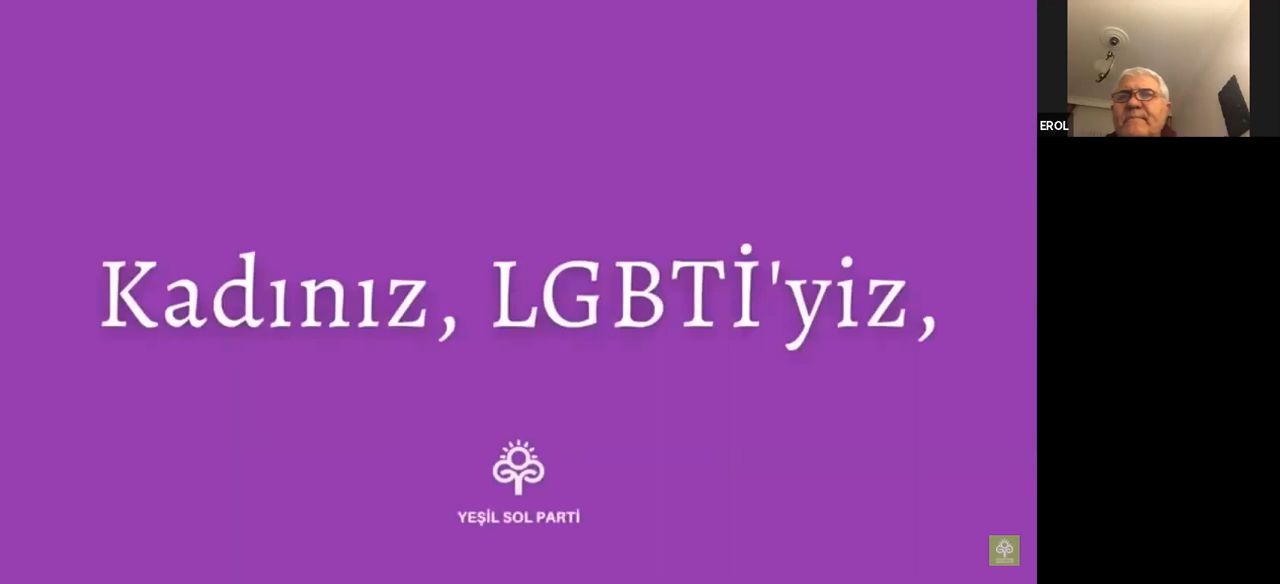 Kadınız, LGBTİ'yiz,
YEŞİL SOL PARTİ
EROL